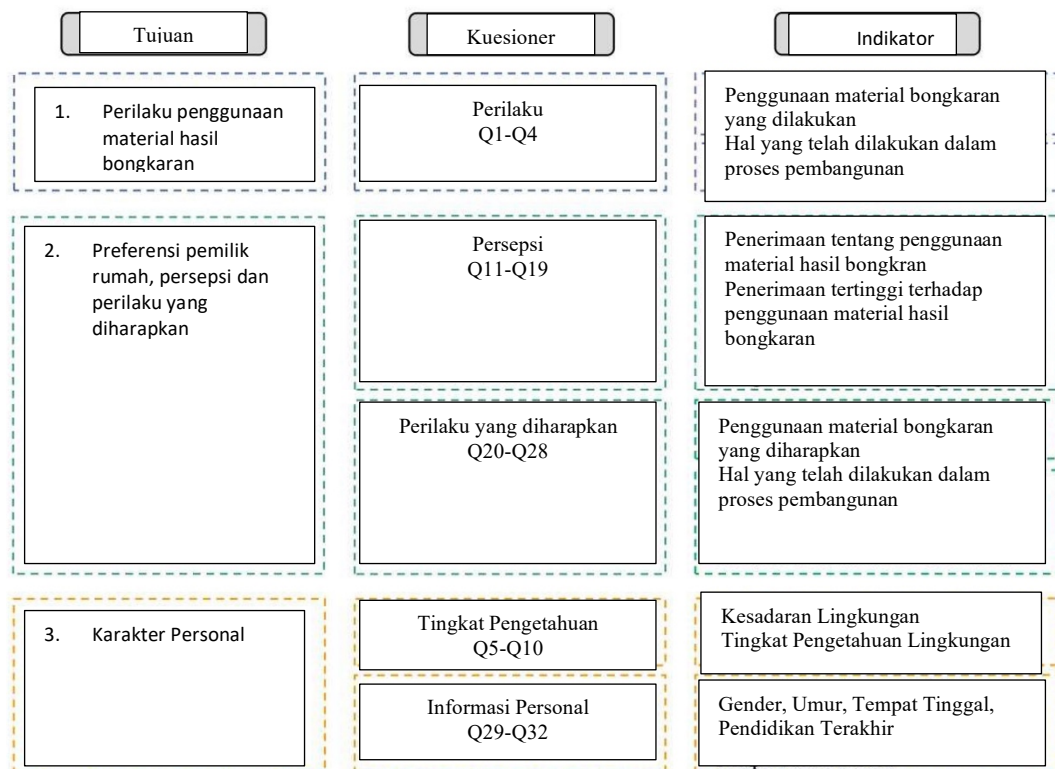 Tujuan
Kuesioner
Indikator
1. Perilaku penggunaan
material hasil
bongkaran
Perilaku
Q1-Q4
Penggunaan material bongkaran
yang dilakukan
Hal yang telah dilakukan dalam
proses pembangunan
2. Preferensi pemilik
rumah, persepsi dan
perilaku yang
diharapkan
Persepsi
Q11-Q19
Penerimaan tentang penggunaan
material hasil bongkran
Penerimaan tertinggi terhadap
penggunaan material hasil
bongkaran
Perilaku yang diharapkan
Q20-Q28
Penggunaan material bongkaran
yang diharapkan
Hal yang telah dilakukan dalam
proses pembangunan
3. Karakter Personal
Tingkat Pengetahuan
Q5-Q10
Kesadaran Lingkungan
Tingkat Pengetahuan Lingkungan
Informasi Personal
Q29-Q32
Gender, Umur, Tempat Tinggal,
Pendidikan Terakhir